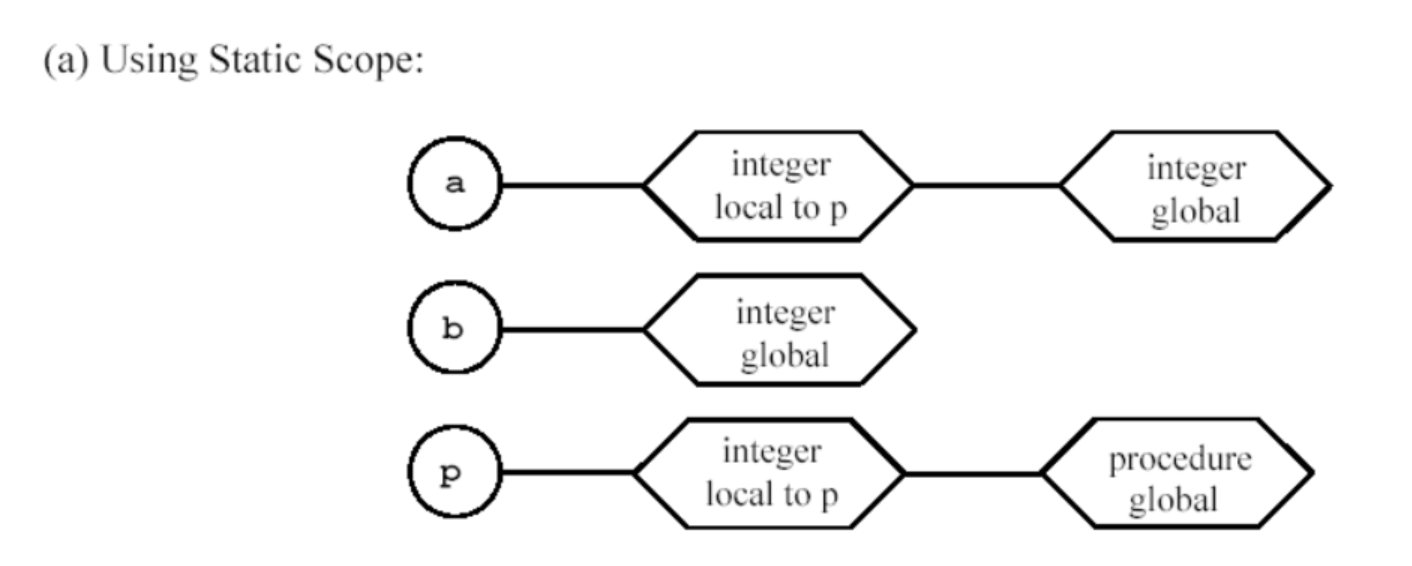 (a) Using Static Scope:
a
integer
local to p
integer
global
b
integer
global
p
integer
local to p
procedure
global